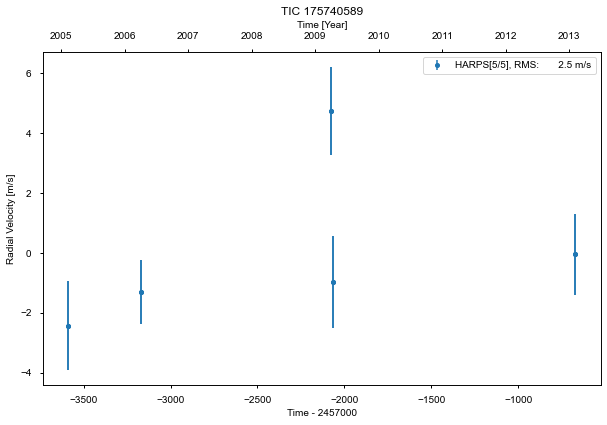 TIC 175740589
Time [Year]
2005 2006 2007 2008 2009 2010 2011 2012 2013
HARPS[5/5], RMS: 2.5 m/s
6
4
2
0
−2
−4
Radial Velocity [m/s]
−3500 −3000 −2500 −2000 −1500 −1000
Time - 2457000